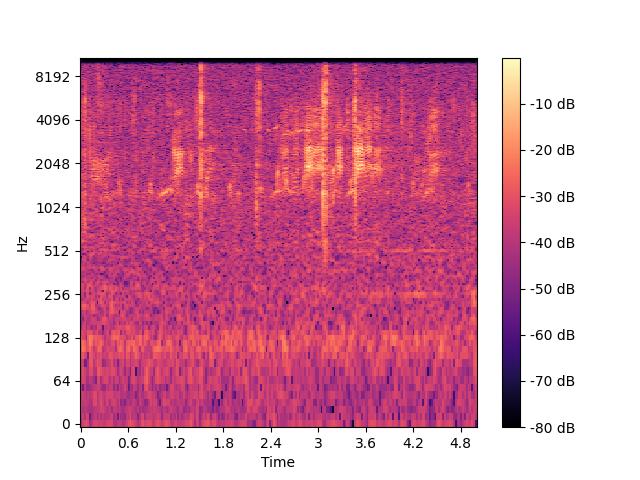 8192
4096
2048
1024
512
256
128
64
0
Hz
0 0.6 1.2 1.8 2.4 3 3.6 4.2 4.8
Time
-10 dB
-20 dB
-30 dB
-40 dB
-50 dB
-60 dB
-70 dB
-80 dB